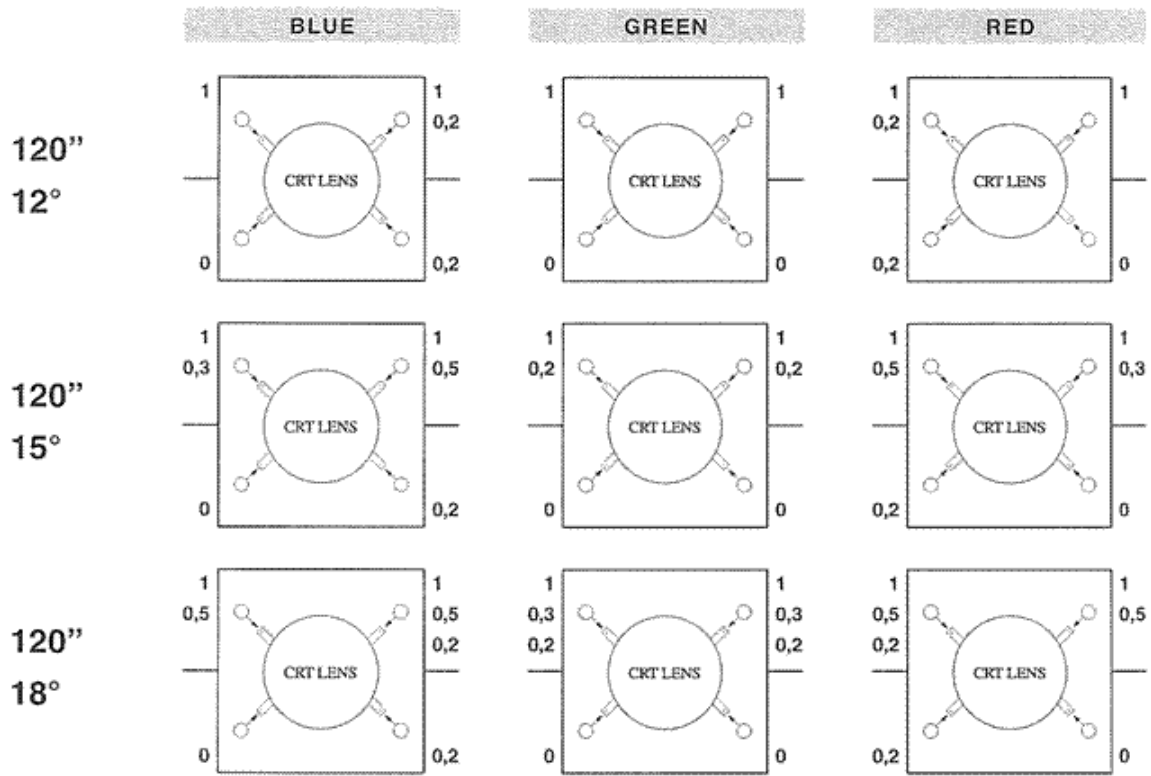 BLUE GREEN RED
1 1 1 1 1 1
0,2 0,2
120”
CRT LENS CRT LENS CRT LENS
12°
0 0,2 0 0 0,2 0
1 1 1 1 1 1
0,3 0,5 0,2 0,2 0,5 0,3
120”
CRT LENS CRT LENS CRT LENS
15°
0 0,2 0 0 0,2 0
1 1 1 1 1 1
0,5 0,5 0,3 0,3 0,5 0,5
120” 0,2 0,2 0,2 0,2
CRT LENS CRT LENS CRT LENS
18°
0 0,2 0 0 0,2 0